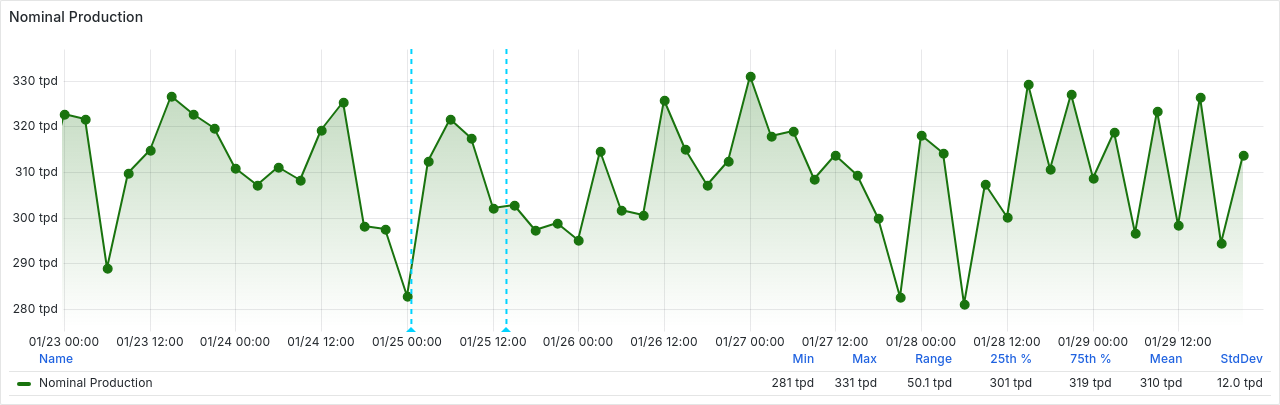 Nominal Production
330 tpd
320 tpd
310 tpd
300 tpd
290 tpd
280 tpd
01/23 00:00 01/23 12:00 01/24 00:00 01/24 12:00 01/25 00:00 01/25 12:00 01/26 00:00 01/26 12:00 01/27 00:00 01/27 12:00 01/28 00:00 01/28 12:00 01/29 00:00 01/29 12:00
Name Min Max Range 25th % 75th % Mean StdDev
Nominal Production 281 tpd 331 tpd 50.1 tpd 301 tpd 319 tpd 310 tpd 12.0 tpd